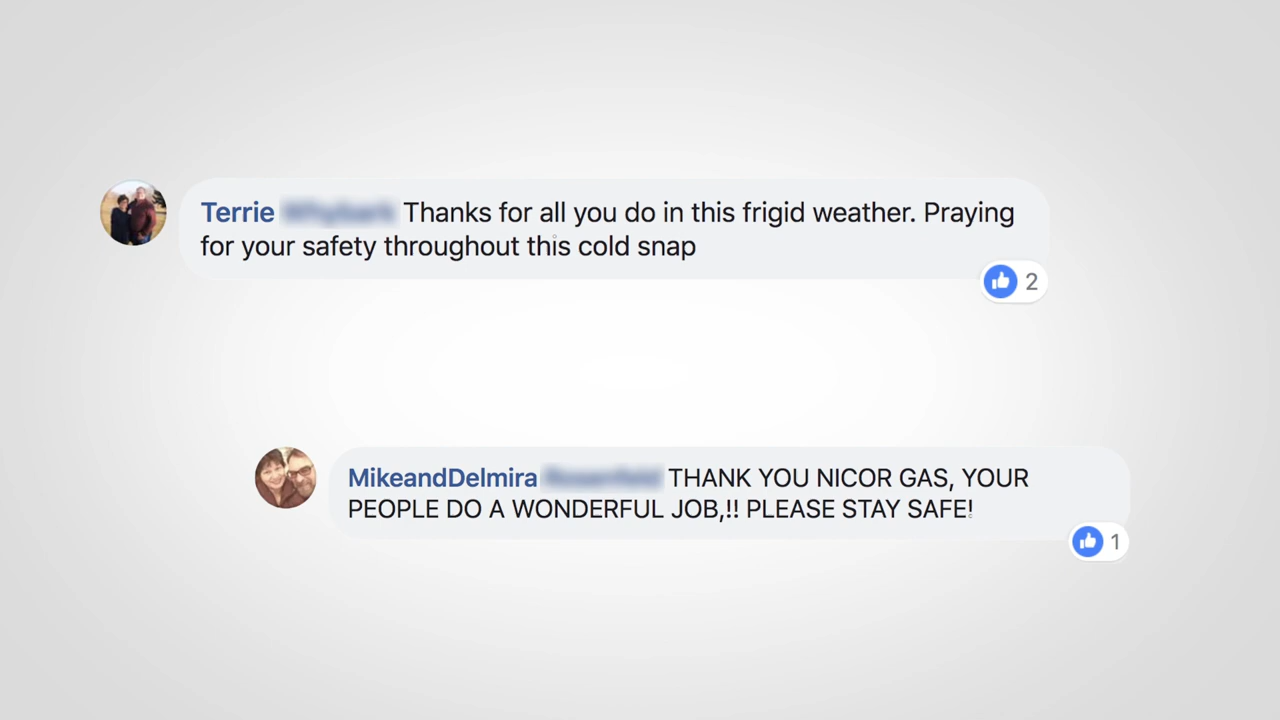 Terrie Thanks for all you do in this frigid weather. Praying
for your safety throughout this cold snap
2
MikeandDelmira THANK YOU NICOR GAS, YOUR
PEOPLE DO A WONDERFUL JOB,!! PLEASE STAY SAFE!
1